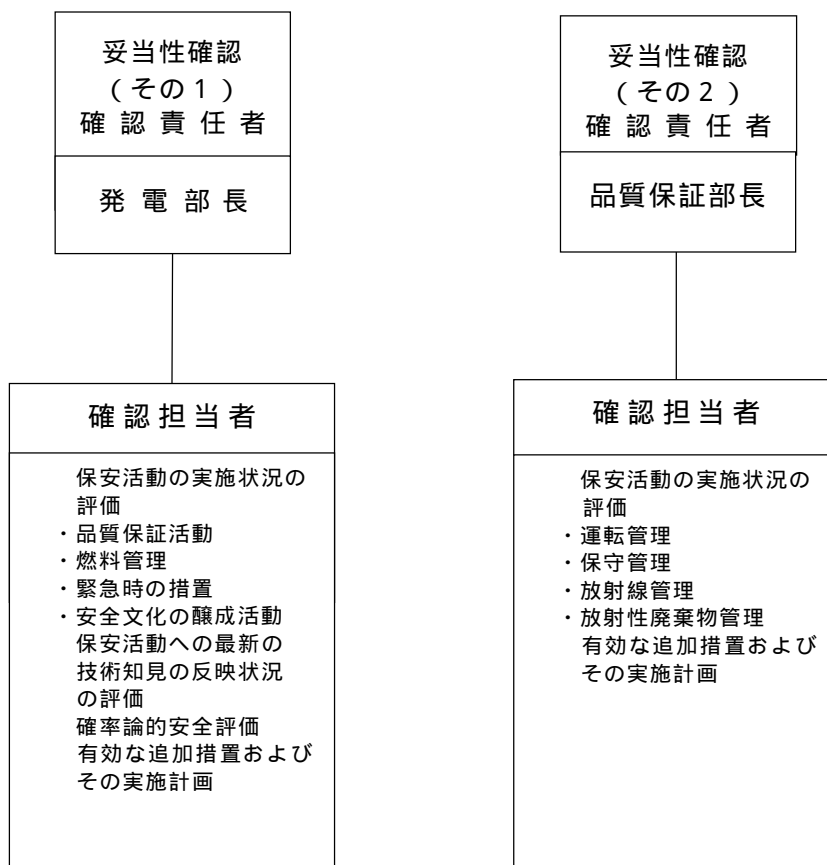 妥当性確認
（その１）
確認責任者
発電部長
確認担当者
保安活動の実施状況の
評価
・品質保証活動
・燃料管理
・緊急時の措置
・安全文化の醸成活動
保安活動への最新の
技術知見の反映状況
の評価
確率論的安全評価
有効な追加措置および
その実施計画
妥当性確認
（その２）
確認責任者
品質保証部長
確認担当者
保安活動の実施状況の
評価
・運転管理
・保守管理
・放射線管理
・放射性廃棄物管理
有効な追加措置および
その実施計画